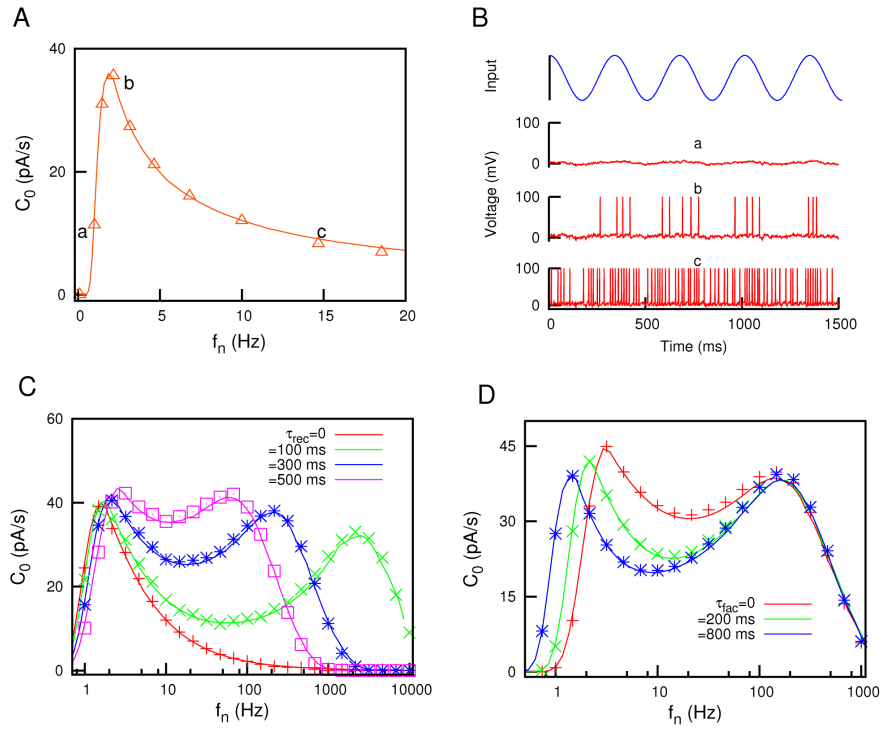 A
C₀ (pA/s)
40
20
0
a
b
c
0 5 10 15 20
fₙ (Hz)
B
Input
Voltage (mV)
100
0
a
100
0
b
100
0
c
0 500 1000 1500
Time (ms)
C
C₀ (pA/s)
60
40
20
0
τrec=0
=100 ms
=300 ms
=500 ms
1 10 100 1000 10000
fₙ (Hz)
D
C₀ (pA/s)
45
30
15
0
τfac=0
=200 ms
=800 ms
1 10 100 1000
fₙ (Hz)